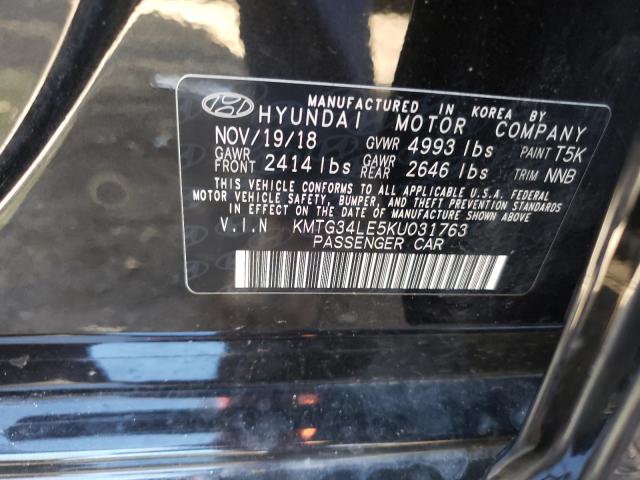 MANUFACTURED IN KOREA BY
HYUNDAI MOTOR COMPANY
NOV/19/18 GVWR 4993 lbs PAINT T5K
GAWR FRONT 2414 lbs GAWR REAR 2646 lbs TRIM NNB
THIS VEHICLE CONFORMS TO ALL APPLICABLE U.S.A. FEDERAL
MOTOR VEHICLE SAFETY, BUMPER, AND THEFT PREVENTION STANDARDS
IN EFFECT ON THE DATE OF MANUFACTURE SHOWN ABOVE.
V.I.N KMTG34LE5KU031763
PASSENGER CAR